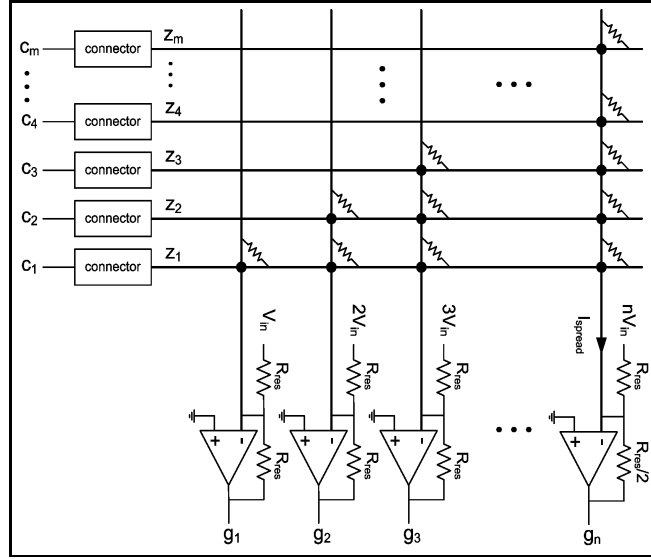 cm connector zm
c4 connector z4
c3 connector z3
c2 connector z2
c1 connector z1
Vin 2Vin 3Vin Ispread nVin
Rres Rres Rres Rres
+ - + - + - + -
Rres Rres Rres Rres/2
g1 g2 g3 gn